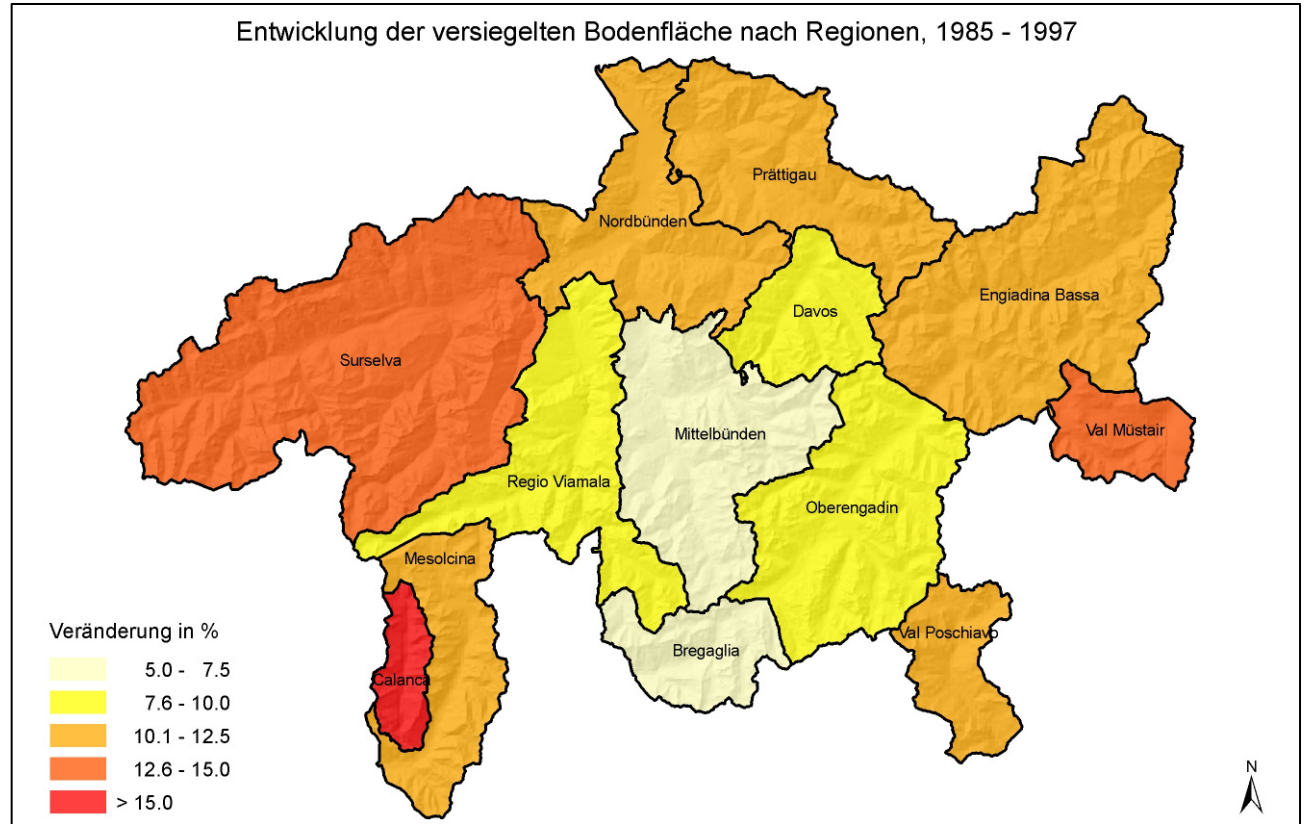 Entwicklung der versiegelten Bodenfläche nach Regionen, 1985 - 1997
Prättigau
Nordbünden
Engiadina Bassa
Davos
Surselva
Val Müstair
Mittelbünden
Regio Viamala
Oberengadin
Mesolcina
Val Poschiavo
Bregaglia
Calanca
Veränderung in %
5.0 - 7.5
7.6 - 10.0
10.1 - 12.5
12.6 - 15.0
> 15.0
N